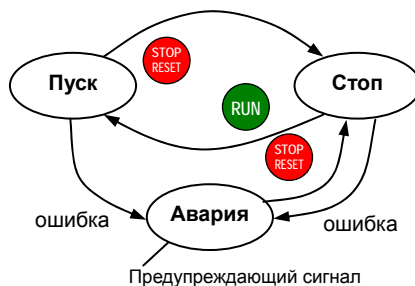 Пуск
STOP
RESET
Стоп
RUN
STOP
RESET
ошибка
Авария
ошибка
Предупреждающий сигнал